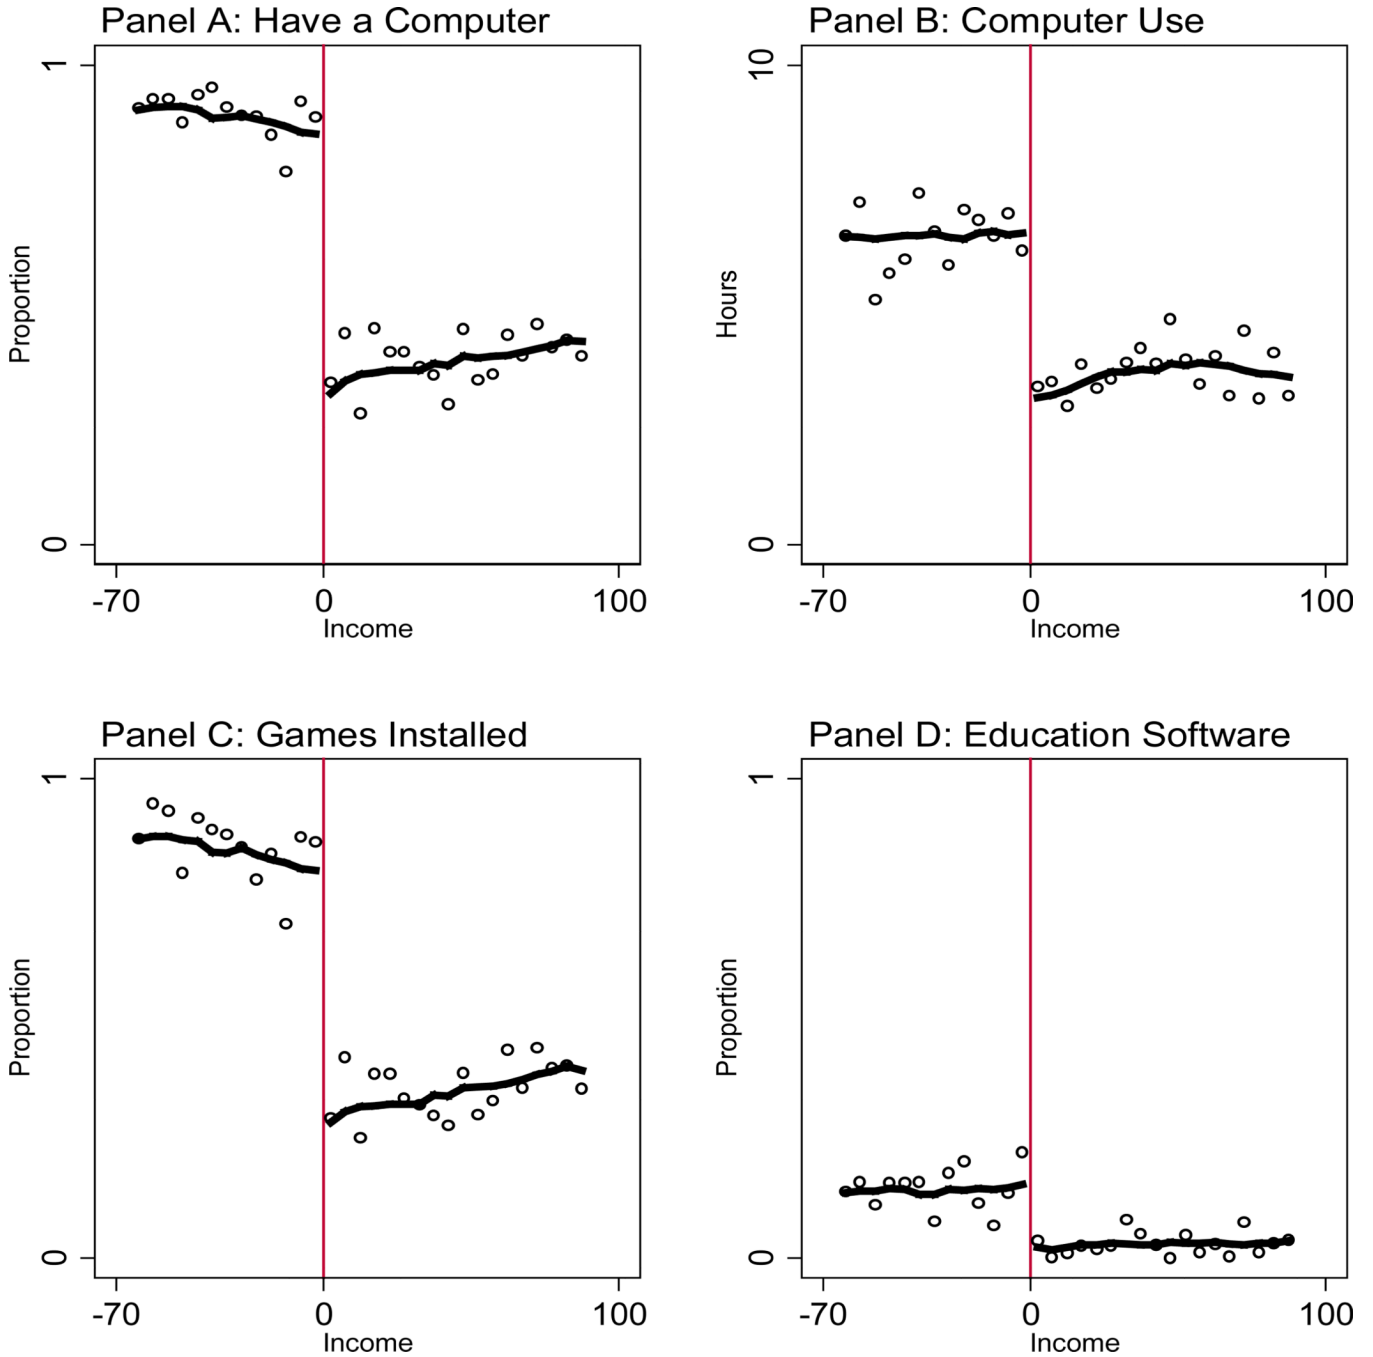 Panel A: Have a Computer
1
Proportion
0
-70 0 100
Income
Panel B: Computer Use
10
Hours
0
-70 0 100
Income
Panel C: Games Installed
1
Proportion
0
-70 0 100
Income
Panel D: Education Software
1
Proportion
0
-70 0 100
Income